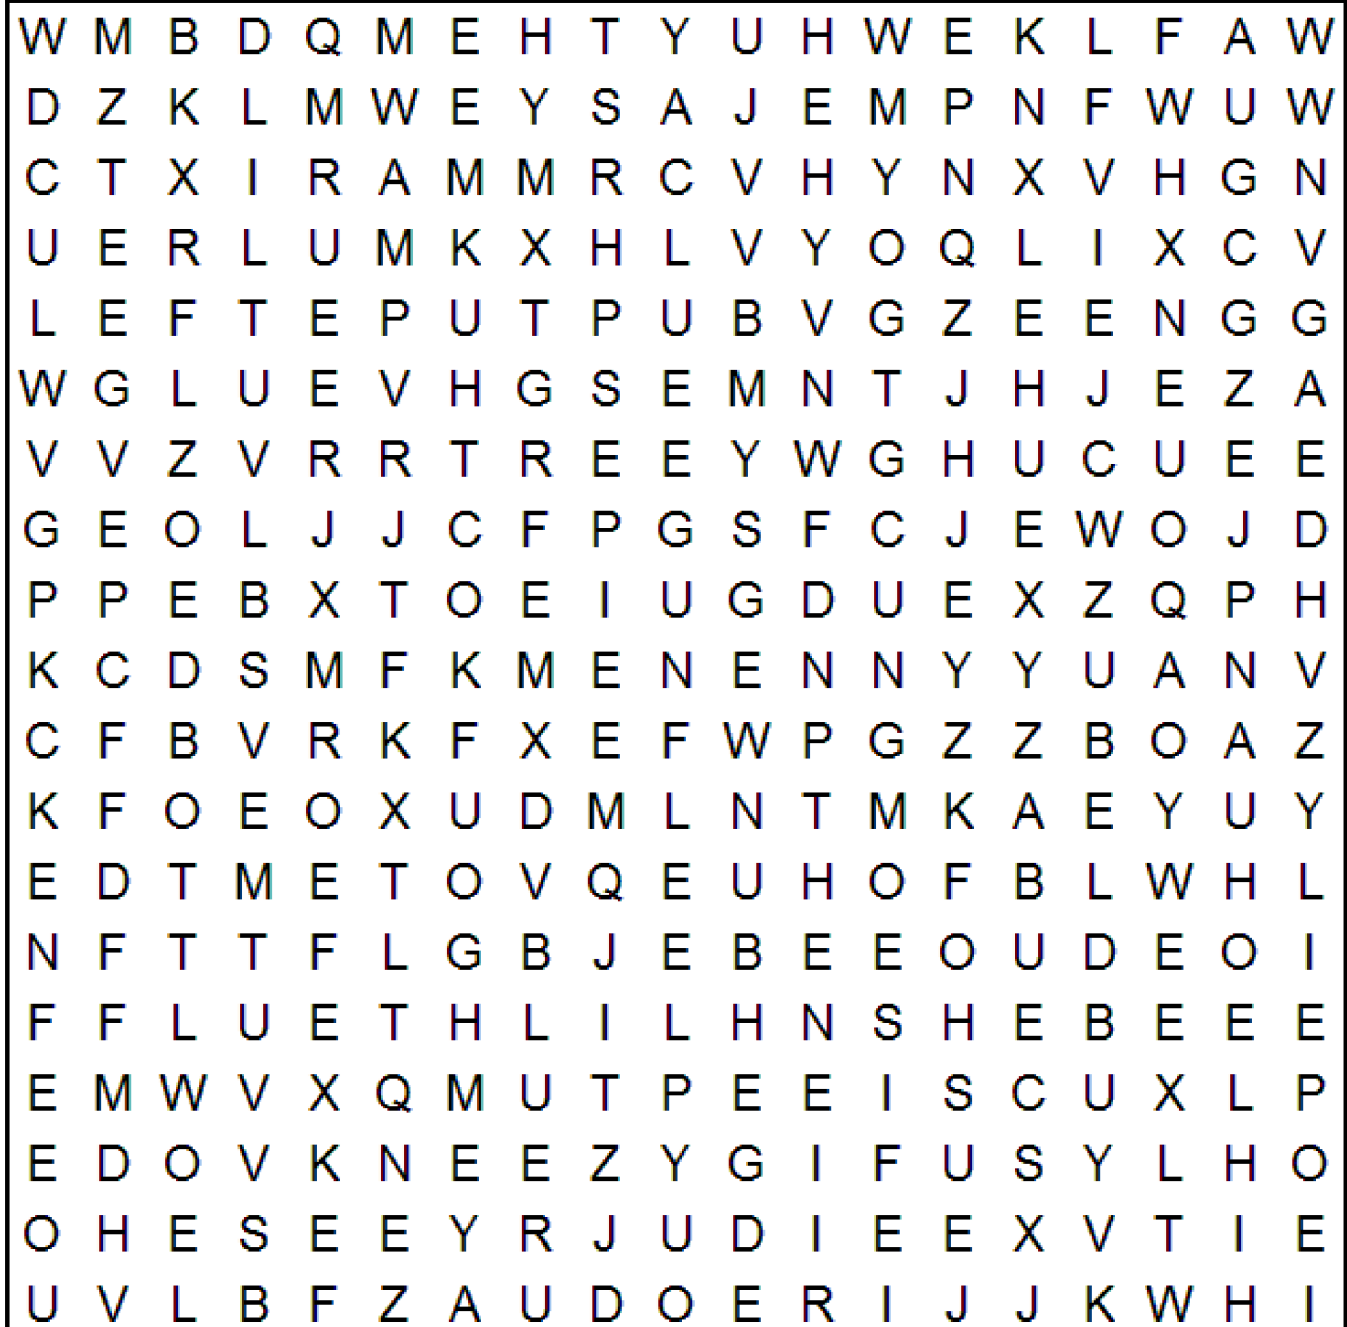 W M B D Q M E H T Y U H W E K L F A W
D Z K L M W E Y S A J E M P N F W U W
C T X I R A M M R C V H Y N X V H G N
U E R L U M K X H L V Y O Q L I X C V
L E F T E P U T P U B V G Z E E N G G
W G L U E V H G S E M N T J H J E Z A
V V Z V R R T R E E Y W G H U C U E E
G E O L J J C F P G S F C J E W O J D
P P E B X T O E I U G D U E X Z Q P H
K C D S M F K M E N E N N Y Y U A N V
C F B V R K F X E F W P G Z Z B O A Z
K F O E O X U D M L N T M K A E Y U Y
E D T M E T O V Q E U H O F B L W H L
N F T T F L G B J E B E E O U D E O I
F F L U E T H L I L H N S H E B E E E
E M W V X Q M U T P E E I S C U X L P
E D O V K N E E Z Y G I F U S Y L H O
O H E S E E Y R J U D I E E X V T I E
U V L B F Z A U D O E R I J J K W H I